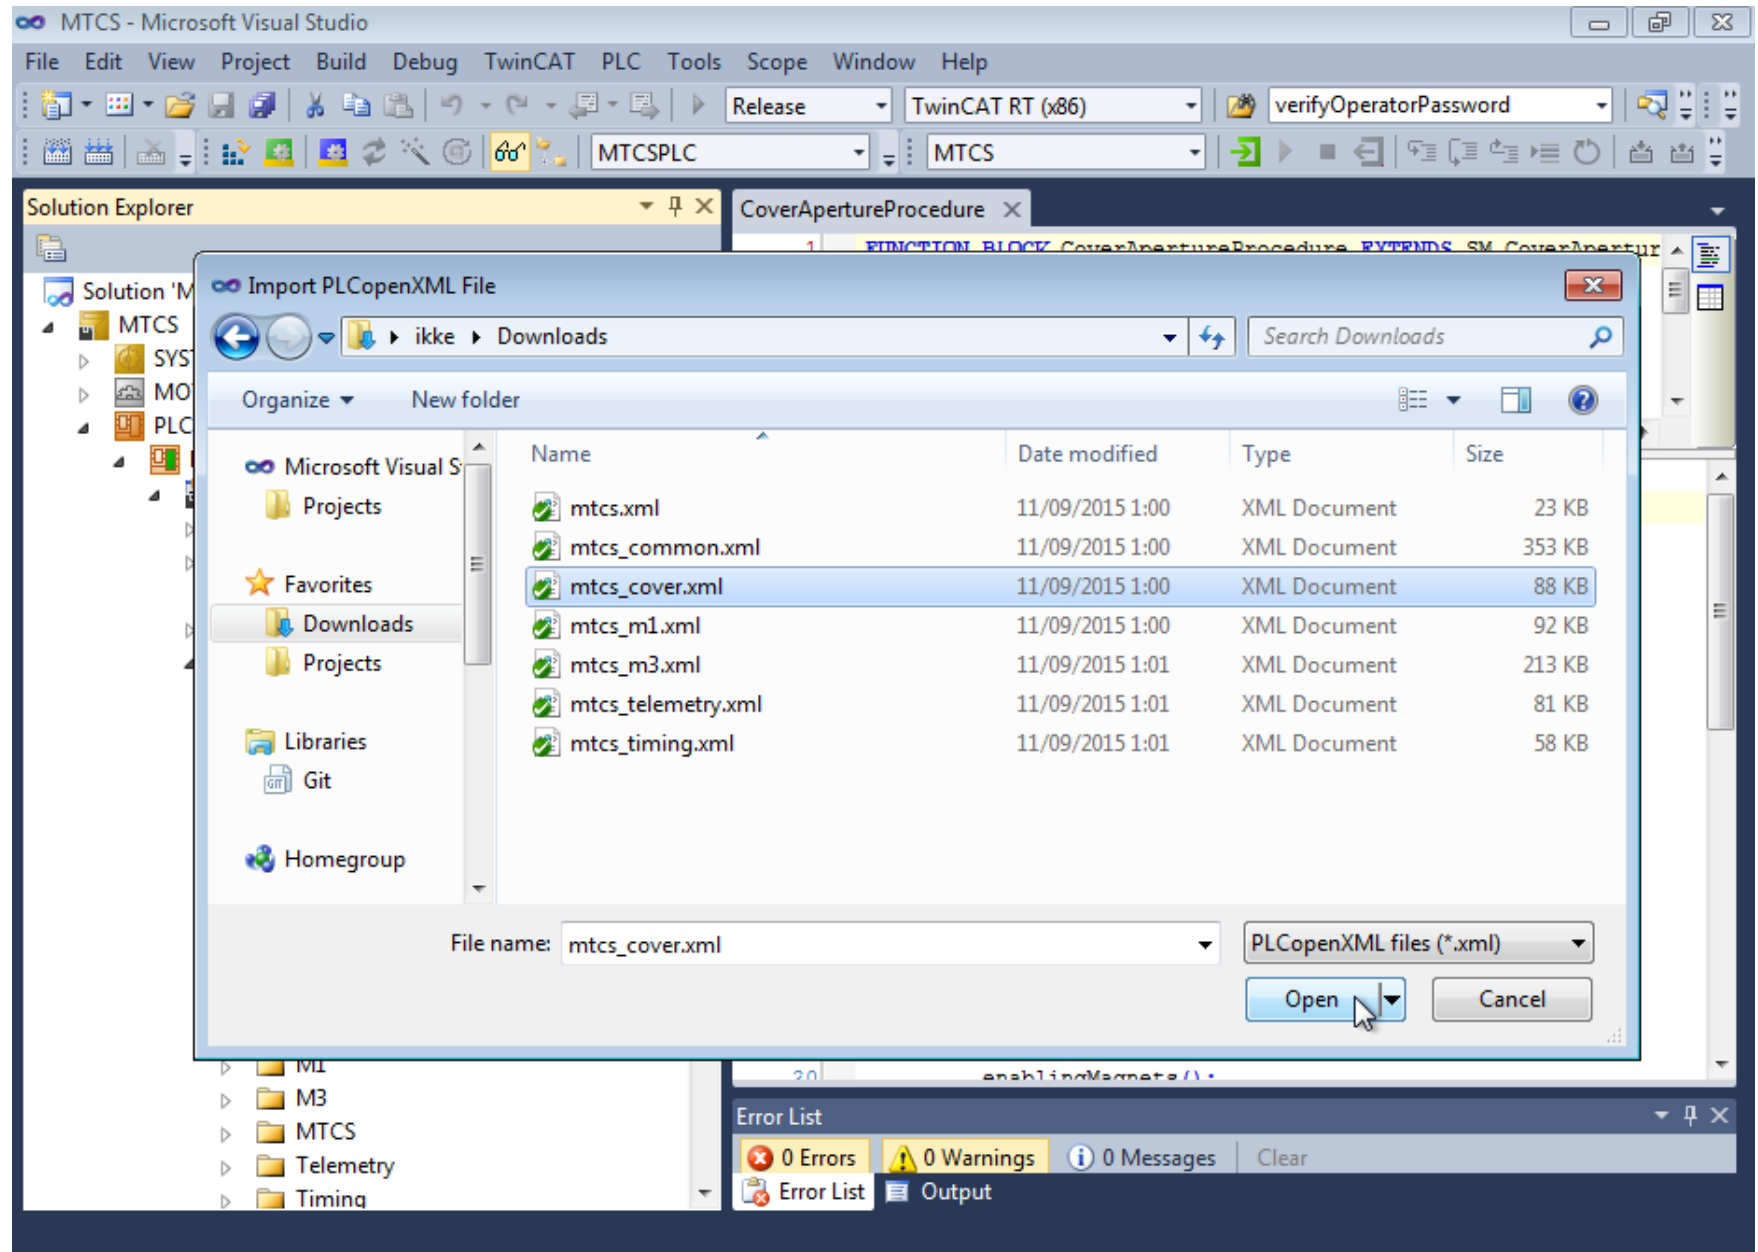 MTCS - Microsoft Visual Studio
File Edit View Project Build Debug TwinCAT PLC Tools Scope Window Help
Release TwinCAT RT (x86) verifyOperatorPassword
MTCSPLC MTCS
Solution Explorer
CoverApertureProcedure
1 FUNCTION_BLOCK CoverApertureProcedure EXTENDS SM_CoverApertur
Solution 'M
MTCS
SYST
MO
PLC
Import PLCopenXML File
ikke Downloads
Search Downloads
Organize New folder
Microsoft Visual S
Projects
Favorites
Downloads
Projects
Libraries
Git
Homegroup
Name Date modified Type Size
mtcs.xml 11/09/2015 1:00 XML Document 23 KB
mtcs_common.xml 11/09/2015 1:00 XML Document 353 KB
mtcs_cover.xml 11/09/2015 1:00 XML Document 88 KB
mtcs_m1.xml 11/09/2015 1:00 XML Document 92 KB
mtcs_m3.xml 11/09/2015 1:01 XML Document 213 KB
mtcs_telemetry.xml 11/09/2015 1:01 XML Document 81 KB
mtcs_timing.xml 11/09/2015 1:01 XML Document 58 KB
File name: mtcs_cover.xml PLCopenXML files (*.xml)
Open Cancel
M1
M3
MTCS
Telemetry
Timing
20 enablingMagnets();
Error List
0 Errors 0 Warnings 0 Messages Clear
Error List Output